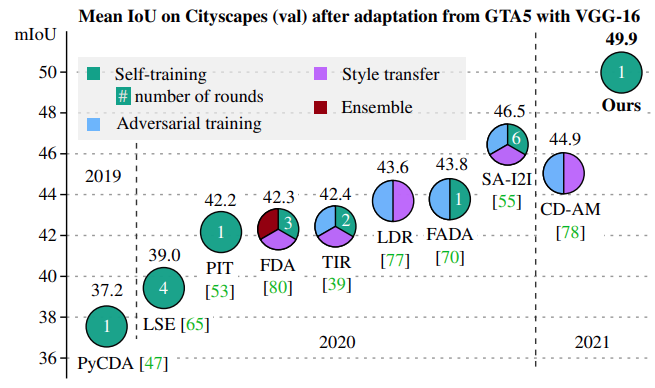 Mean IoU on Cityscapes (val) after adaptation from GTA5 with VGG-16
mIoU
50
48
46
44
42
40
38
36
Self-training
# number of rounds
Adversarial training
Style transfer
Ensemble
2019
2020
2021
37.2
1
PyCDA [47]
39.0
4
LSE [65]
42.2
1
PIT
[53]
42.3
3
FDA
[80]
42.4
2
TIR
[39]
43.6
LDR
[77]
43.8
1
FADA
[70]
46.5
6
SA-I2I
[55]
44.9
CD-AM
[78]
49.9
1
Ours